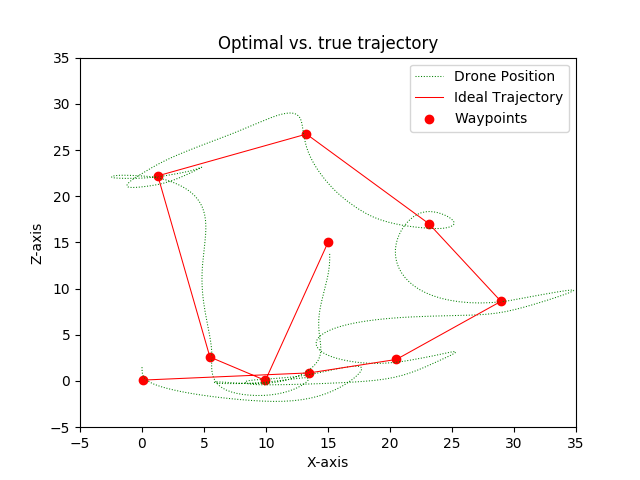 Optimal vs. true trajectory
Drone Position
Ideal Trajectory
Waypoints
Z-axis
35
30
25
20
15
10
5
0
−5
−5 0 5 10 15 20 25 30 35
X-axis